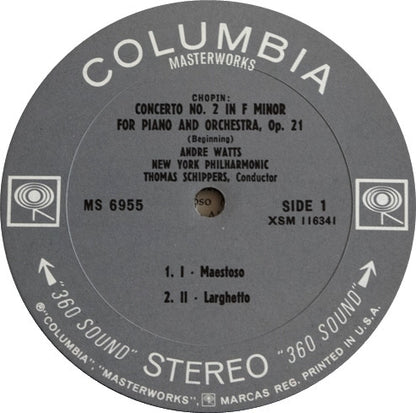 COLUMBIA
MASTERWORKS
CHOPIN:
CONCERTO NO. 2 IN F MINOR
FOR PIANO AND ORCHESTRA, Op. 21
(Beginning)
ANDRE WATTS
NEW YORK PHILHARMONIC
THOMAS SCHIPPERS, Conductor
MS 6955
SIDE 1
XSM 116341
1. I - Maestoso
2. II - Larghetto
"360 SOUND" STEREO "360 SOUND"
®"COLUMBIA", "MASTERWORKS", MARCAS REG. PRINTED IN U.S.A.